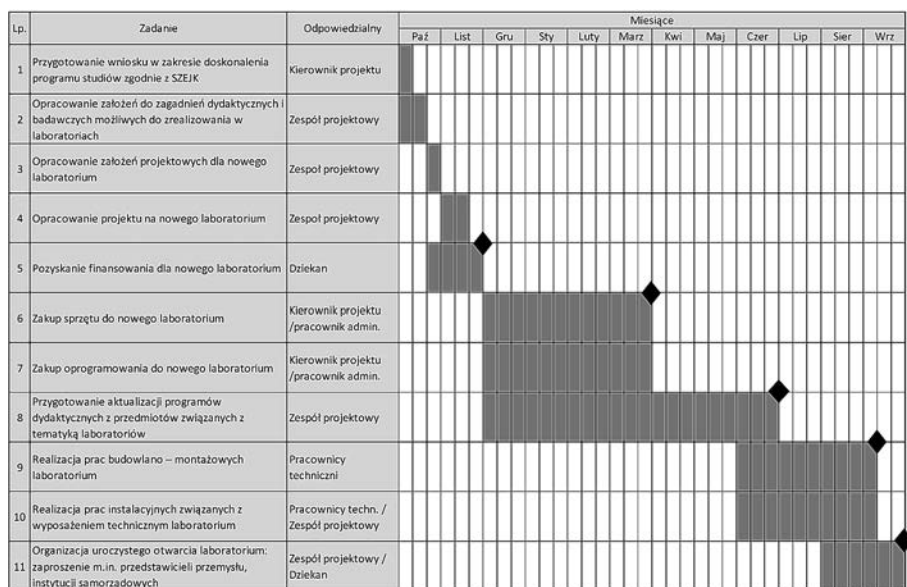 Lp. Zadanie Odpowiedzialny Miesiące
Paź List Gru Sty Luty Marz Kwi Maj Czer Lip Sier Wrz
1 Przygotowanie wniosku w zakresie doskonalenia
programu studiów zgodnie z SZEJK
Kierownik projektu
2 Opracowanie założeń do zagadnień dydaktycznych i
badawczych możliwych do zrealizowania w
laboratoriach
Zespół projektowy
3 Opracowanie założeń projektowych dla nowego
laboratorium
Zespoł projektowy
4 Opracowanie projektu na nowego laboratorium
Zespoł projektowy
5 Pozyskanie finansowania dla nowego laboratorium
Dziekan
6 Zakup sprzętu do nowego laboratorium
Kierownik projektu
/pracownik admin.
7 Zakup oprogramowania do nowego laboratorium
Kierownik projektu
/pracownik admin.
8 Przygotowanie aktualizacji programów
dydaktycznych z przedmiotów związanych z
tematyką laboratoriów
Zespół projektowy
9 Realizacja prac budowlano – montażowych
laboratorium
Pracownicy
techniczni
10 Realizacja prac instalacyjnych związanych z
wyposażeniem technicznym laboratorium
Pracownicy techn. /
Zespół projektowy
11 Organizacja uroczystego otwarcia laboratorium:
zaproszenie m.in. przedstawicieli przemysłu,
instytucji samorządowych
Zespół projektowy /
Dziekan